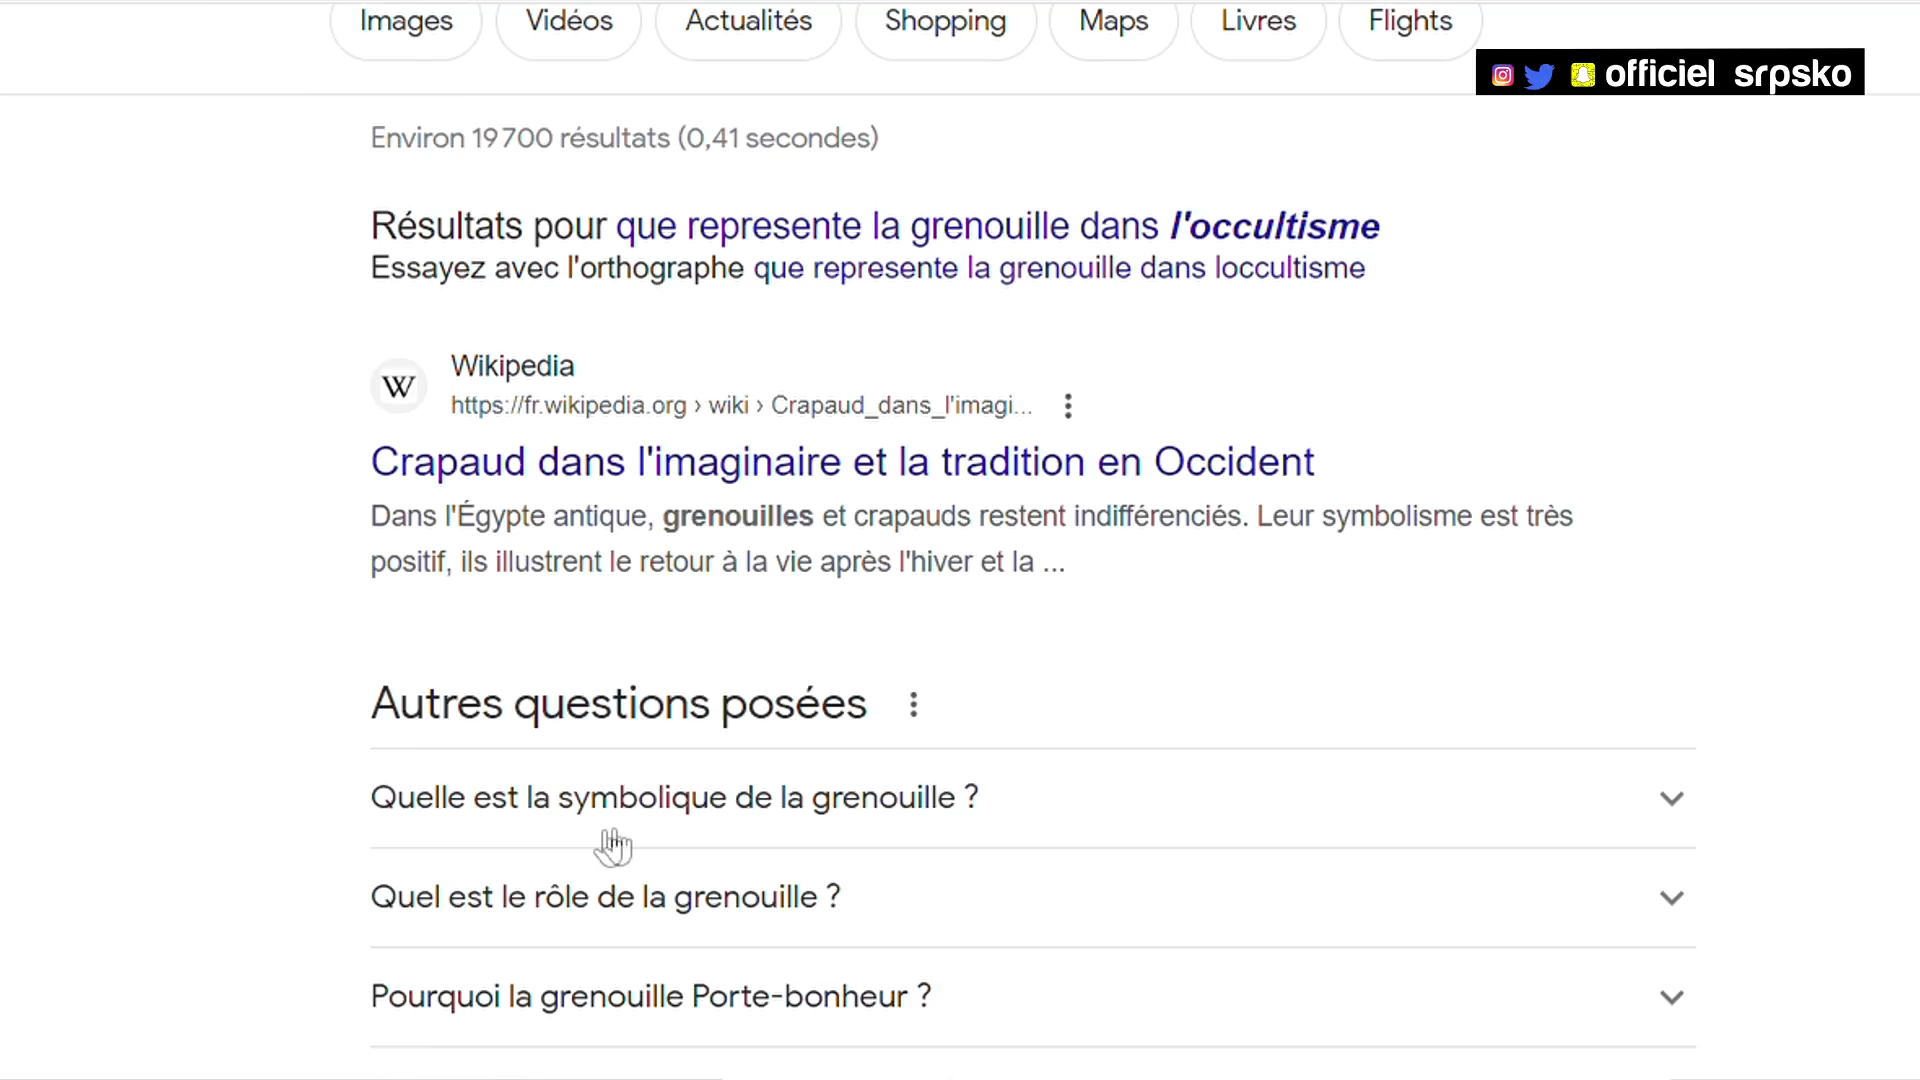 Images Vidéos Actualités Shopping Maps Livres Flights
officiel srpsko
Environ 19 700 résultats (0,41 secondes)
Résultats pour que represente la grenouille dans l'occultisme
Essayez avec l'orthographe que represente la grenouille dans loccultisme
W
Wikipedia
https://fr.wikipedia.org › wiki › Crapaud_dans_l'imagi...
Crapaud dans l'imaginaire et la tradition en Occident
Dans l'Égypte antique, grenouilles et crapauds restent indifférenciés. Leur symbolisme est très
positif, ils illustrent le retour à la vie après l'hiver et la ...
Autres questions posées
Quelle est la symbolique de la grenouille ?
Quel est le rôle de la grenouille ?
Pourquoi la grenouille Porte-bonheur ?